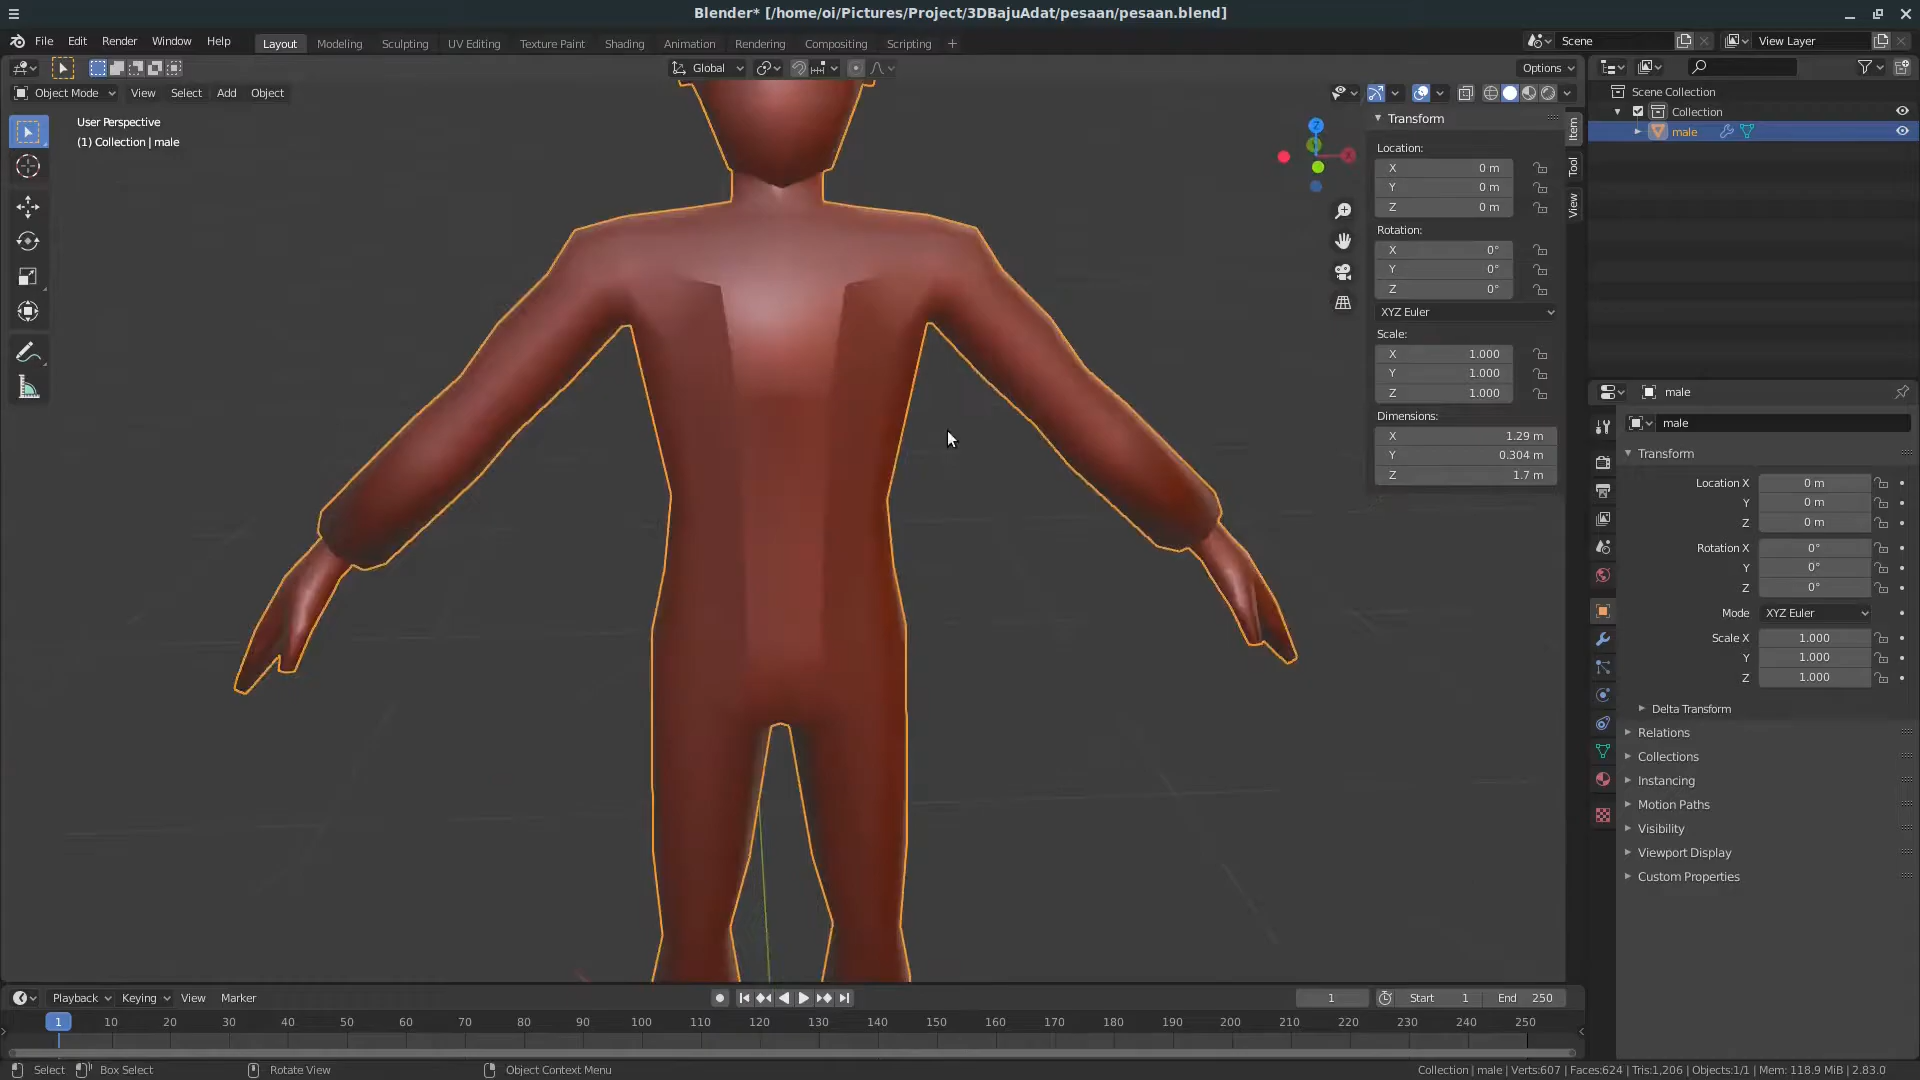 Blender* [/home/oi/Pictures/Project/3DBajuAdat/pesaan/pesaan.blend]
File Edit Render Window Help Layout Modeling Sculpting UV Editing Texture Paint Shading Animation Rendering Compositing Scripting + Scene View Layer
Global Options
Object Mode View Select Add Object
User Perspective
(1) Collection | male
Z
X
Transform
Location:
X 0 m
Y 0 m
Z 0 m
Rotation:
X 0°
Y 0°
Z 0°
XYZ Euler
Scale:
X 1.000
Y 1.000
Z 1.000
Dimensions:
X 1.29 m
Y 0.304 m
Z 1.7 m
Item
Tool
View
Scene Collection
Collection
male
male
male
Transform
Location X 0 m
Y 0 m
Z 0 m
Rotation X 0°
Y 0°
Z 0°
Mode XYZ Euler
Scale X 1.000
Y 1.000
Z 1.000
Delta Transform
Relations
Collections
Instancing
Motion Paths
Visibility
Viewport Display
Custom Properties
Playback Keying View Marker 1 Start 1 End 250
1 10 20 30 40 50 60 70 80 90 100 110 120 130 140 150 160 170 180 190 200 210 220 230 240 250
Select Box Select Rotate View Object Context Menu Collection | male | Verts:607 | Faces:624 | Tris:1,206 | Objects:1/1 | Mem: 118.9 MiB | 2.83.0